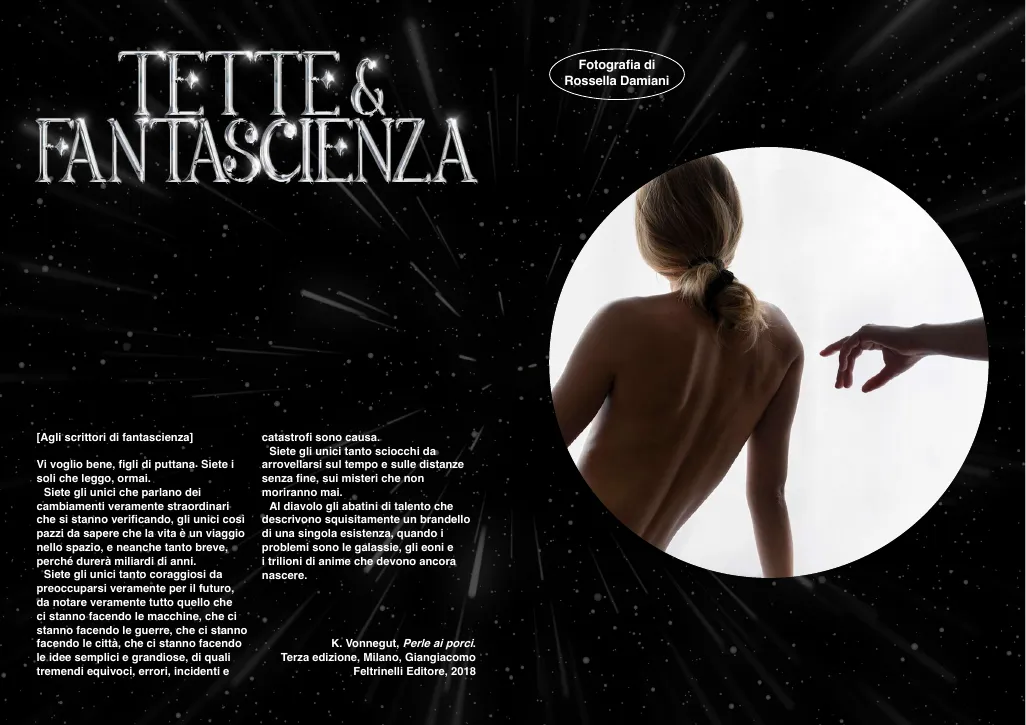 TETTE &
FANTASCIENZA
Fotografia di
Rossella Damiani
[Agli scrittori di fantascienza]
Vi voglio bene, figli di puttana. Siete i
soli che leggo, ormai.
Siete gli unici che parlano dei
cambiamenti veramente straordinari
che si stanno verificando, gli unici così
pazzi da sapere che la vita è un viaggio
nello spazio, e neanche tanto breve,
perché durerà miliardi di anni.
Siete gli unici tanto coraggiosi da
preoccuparsi veramente per il futuro,
da notare veramente tutto quello che
ci stanno facendo le macchine, che ci
stanno facendo le guerre, che ci stanno
facendo le città, che ci stanno facendo
le idee semplici e grandiose, di quali
tremendi equivoci, errori, incidenti e
catastrofi sono causa.
Siete gli unici tanto sciocchi da
arrovellarsi sul tempo e sulle distanze
senza fine, sui misteri che non
moriranno mai.
Al diavolo gli abatini di talento che
descrivono squisitamente un brandello
di una singola esistenza, quando i
problemi sono le galassie, gli eoni e
i trilioni di anime che devono ancora
nascere.
K. Vonnegut, Perle ai porci.
Terza edizione, Milano, Giangiacomo
Feltrinelli Editore, 2018